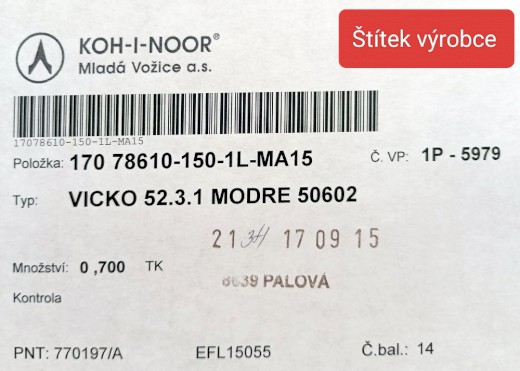 Štítek výrobce
KOH-I-NOOR®
Mladá Vožice a.s.
17078610-150-1L-MA15
Položka: 170 78610-150-1L-MA15 Č. VP: 1P - 5979
Typ: VICKO 52.3.1 MODRE 50602
21 17 09 15
Množství: 0 ,700 TK
8639 PALOVÁ
Kontrola
PNT: 770197/A EFL15055 Č.bal.: 14